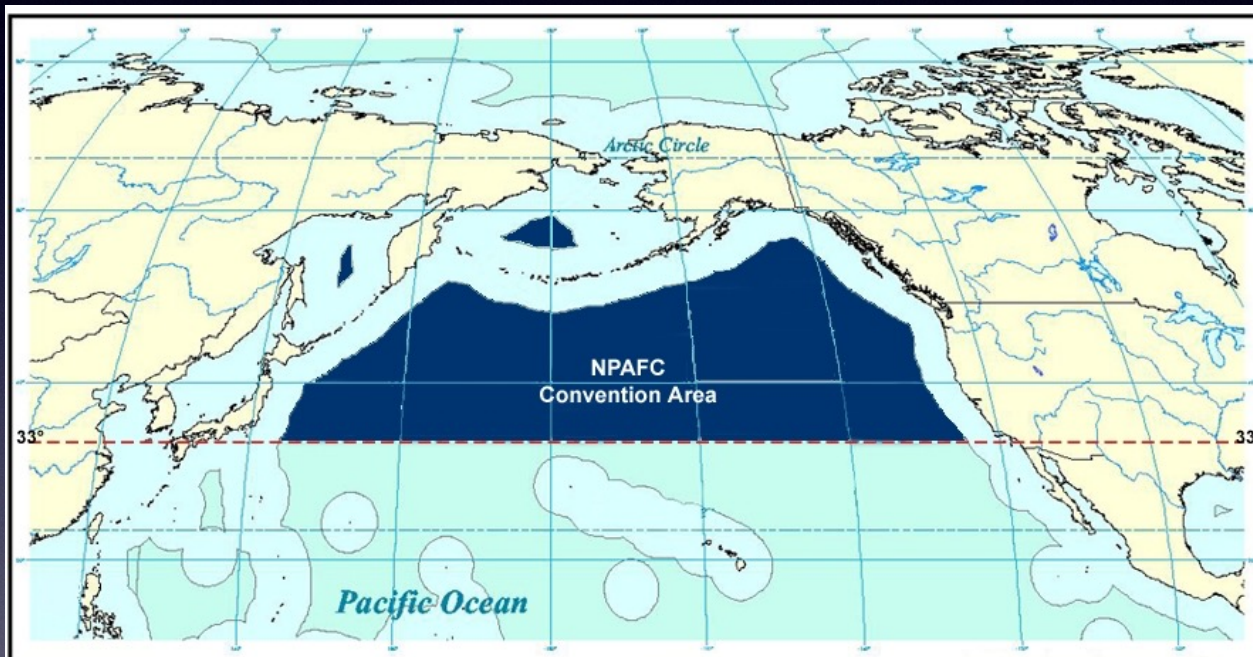 Arctic Circle
NPAFC
Convention Area
33°
33
Pacific Ocean